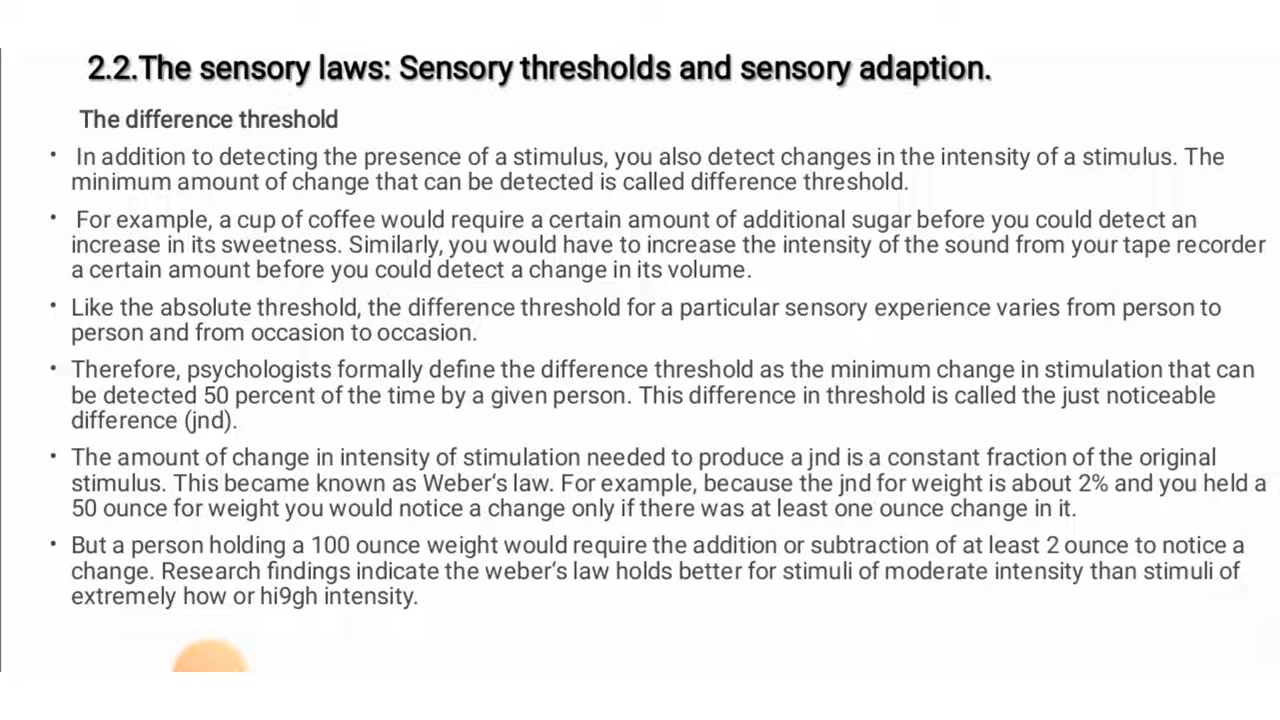 2.2.The sensory laws: Sensory thresholds and sensory adaption.
The difference threshold
• In addition to detecting the presence of a stimulus, you also detect changes in the intensity of a stimulus. The
minimum amount of change that can be detected is called difference threshold.
• For example, a cup of coffee would require a certain amount of additional sugar before you could detect an
increase in its sweetness. Similarly, you would have to increase the intensity of the sound from your tape recorder
a certain amount before you could detect a change in its volume.
• Like the absolute threshold, the difference threshold for a particular sensory experience varies from person to
person and from occasion to occasion.
• Therefore, psychologists formally define the difference threshold as the minimum change in stimulation that can
be detected 50 percent of the time by a given person. This difference in threshold is called the just noticeable
difference (jnd).
• The amount of change in intensity of stimulation needed to produce a jnd is a constant fraction of the original
stimulus. This became known as Weber's law. For example, because the jnd for weight is about 2% and you held a
50 ounce for weight you would notice a change only if there was at least one ounce change in it.
• But a person holding a 100 ounce weight would require the addition or subtraction of at least 2 ounce to notice a
change. Research findings indicate the weber's law holds better for stimuli of moderate intensity than stimuli of
extremely how or hi9gh intensity.